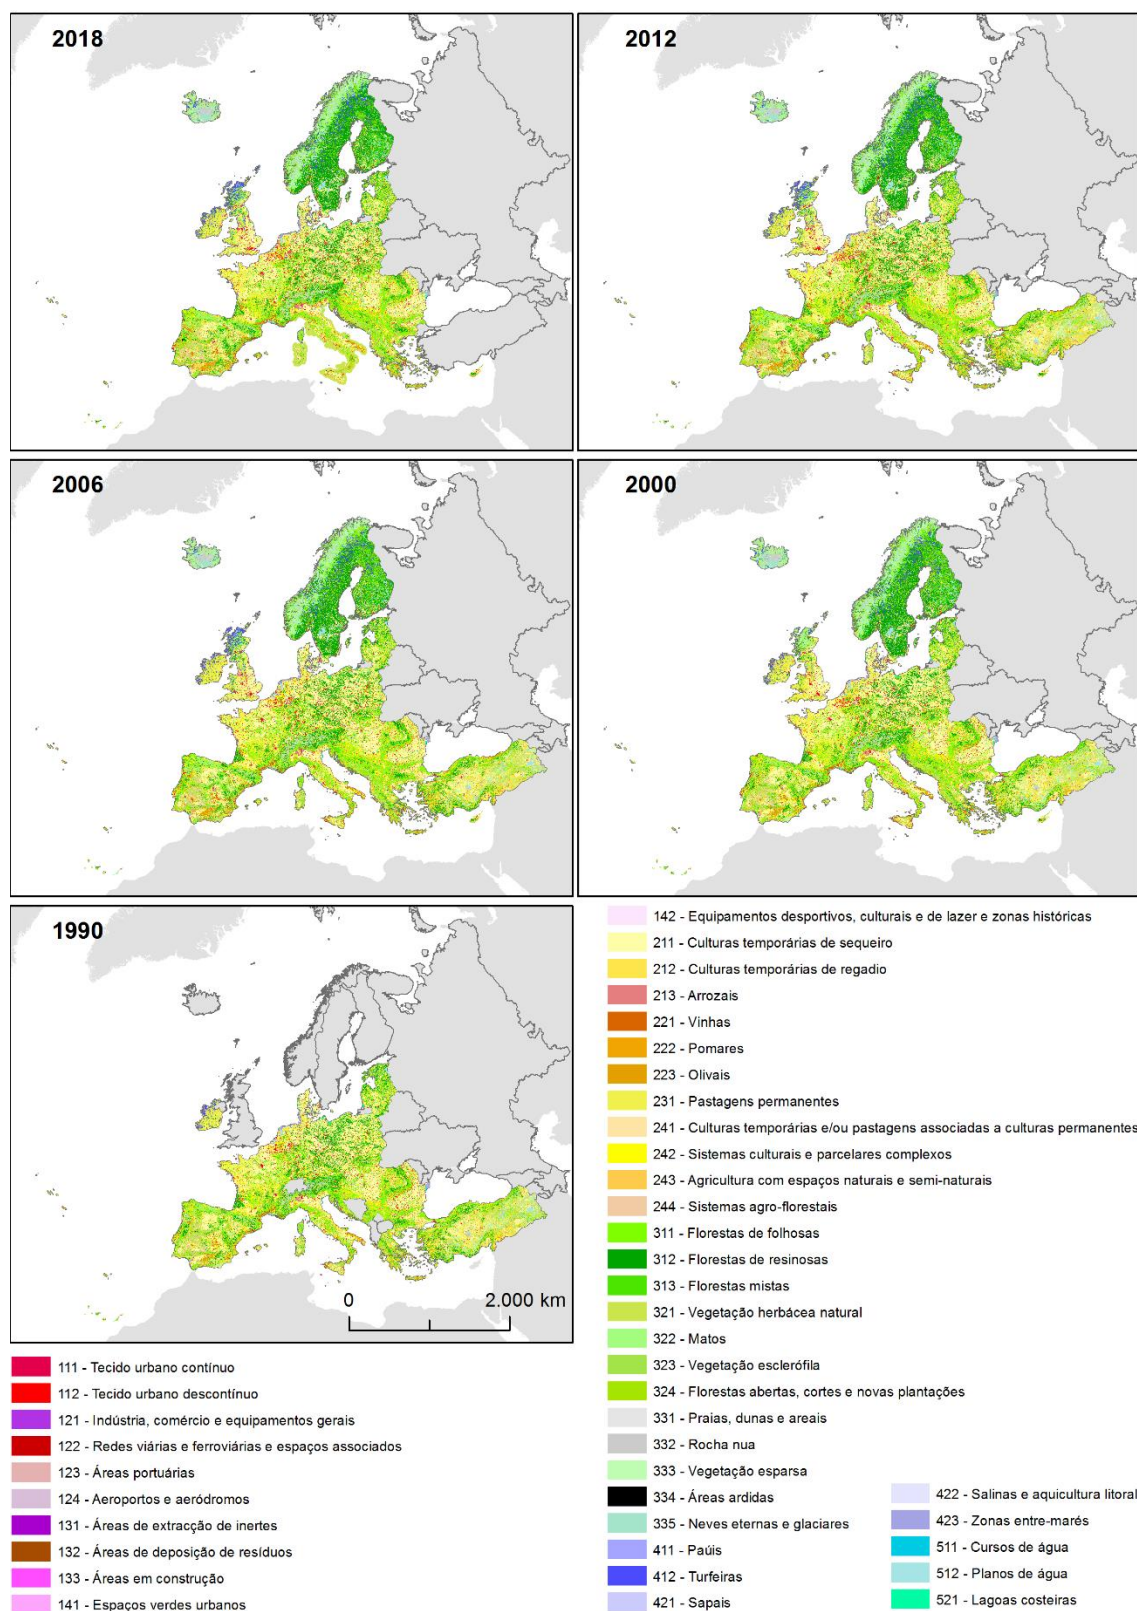 2018
2012
2006
2000
1990
0 2.000 km
111 - Tecido urbano contínuo
112 - Tecido urbano descontínuo
121 - Indústria, comércio e equipamentos gerais
122 - Redes viárias e ferroviárias e espaços associados
123 - Áreas portuárias
124 - Aeroportos e aeródromos
131 - Áreas de extracção de inertes
132 - Áreas de deposição de resíduos
133 - Áreas em construção
141 - Espaços verdes urbanos
142 - Equipamentos desportivos, culturais e de lazer e zonas históricas
211 - Culturas temporárias de sequeiro
212 - Culturas temporárias de regadio
213 - Arrozais
221 - Vinhas
222 - Pomares
223 - Olivais
231 - Pastagens permanentes
241 - Culturas temporárias e/ou pastagens associadas a culturas permanentes
242 - Sistemas culturais e parcelares complexos
243 - Agricultura com espaços naturais e semi-naturais
244 - Sistemas agro-florestais
311 - Florestas de folhosas
312 - Florestas de resinosas
313 - Florestas mistas
321 - Vegetação herbácea natural
322 - Matos
323 - Vegetação esclerófila
324 - Florestas abertas, cortes e novas plantações
331 - Praias, dunas e areais
332 - Rocha nua
333 - Vegetação esparsa
334 - Áreas ardidas
335 - Neves eternas e glaciares
411 - Paúis
412 - Turfeiras
421 - Sapais
422 - Salinas e aquicultura litoral
423 - Zonas entre-marés
511 - Cursos de água
512 - Planos de água
521 - Lagoas costeiras